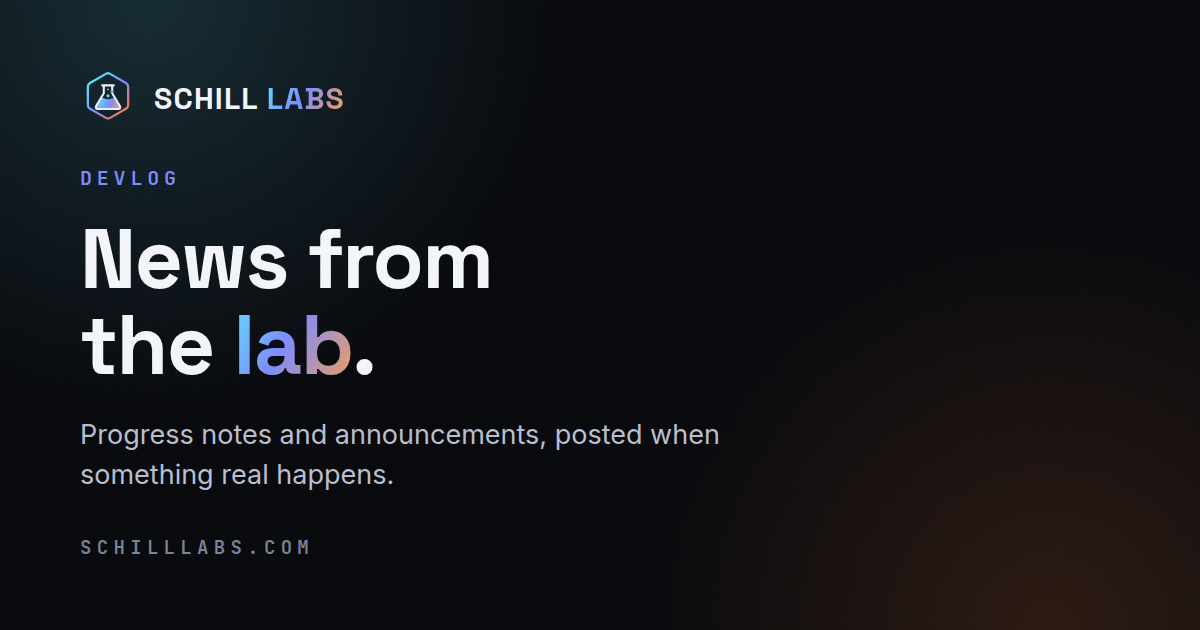 SCHILL LABS
DEVLOG
News from
the lab.
Progress notes and announcements, posted when
something real happens.
SCHILLLABS.COM